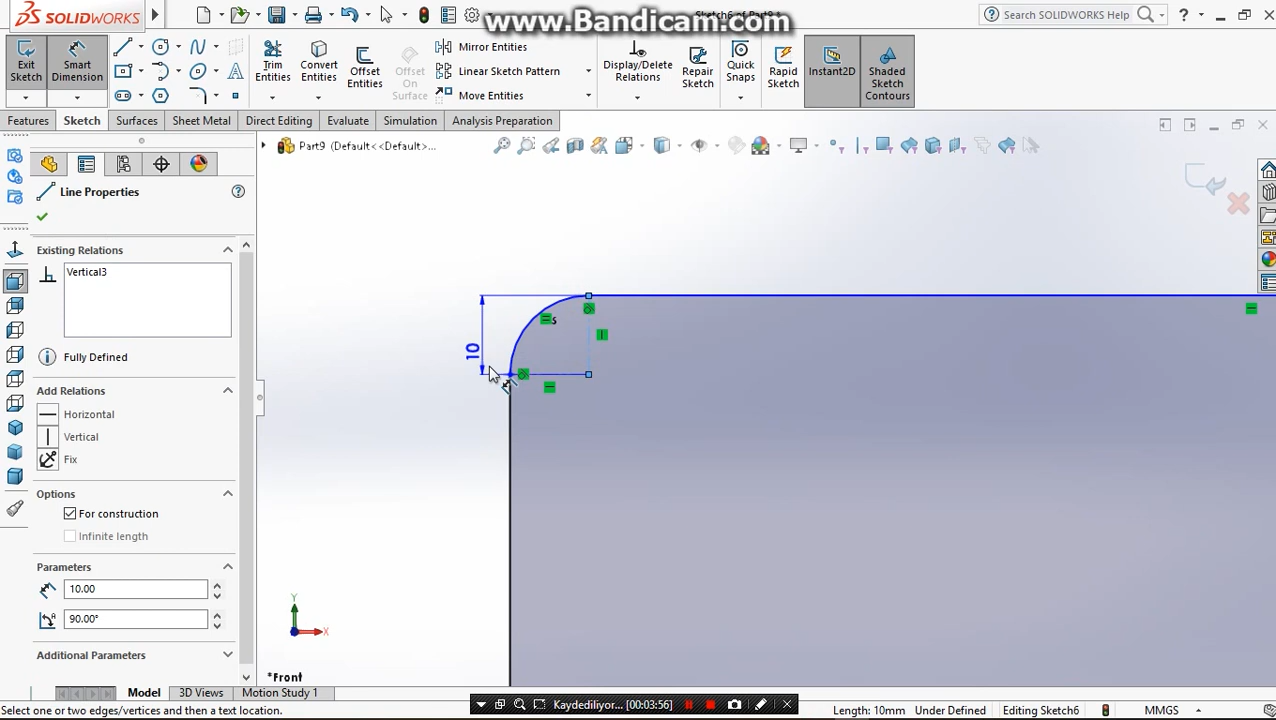 SOLIDWORKS
www.Bandicam.com
Sketch6 of Part9 *
Search SOLIDWORKS Help
?
Exit Sketch
Smart Dimension
Trim Entities
Convert Entities
Offset Entities
Offset On Surface
Mirror Entities
Linear Sketch Pattern
Move Entities
Display/Delete Relations
Repair Sketch
Quick Snaps
Rapid Sketch
Instant2D
Shaded Sketch Contours
Features
Sketch
Surfaces
Sheet Metal
Direct Editing
Evaluate
Simulation
Analysis Preparation
Part9 (Default<<Default>...
Line Properties
?
Existing Relations
Vertical3
Fully Defined
Add Relations
Horizontal
Vertical
Fix
Options
For construction
Infinite length
Parameters
10.00
90.00°
Additional Parameters
10
s
Y
X
*Front
Model
3D Views
Motion Study 1
Kaydediliyor... [00:03:56]
Select one or two edges/vertices and then a text location.
Length: 10mm
Under Defined
Editing Sketch6
MMGS